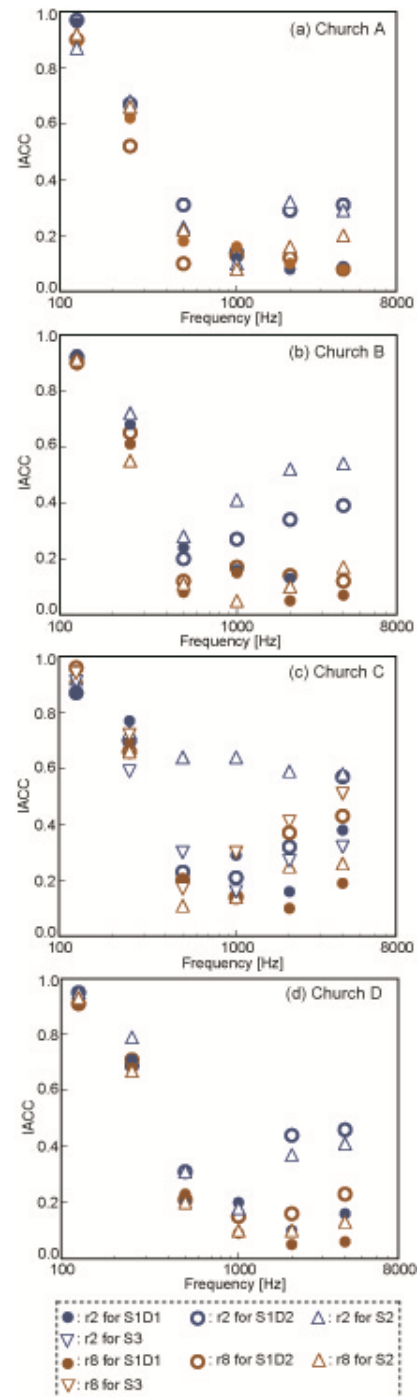 (a) Church A
1.0
0.8
0.6
0.4
0.2
0.0
IACC
100 1000 8000
Frequency [Hz]
(b) Church B
1.0
0.8
0.6
0.4
0.2
0.0
IACC
100 1000 8000
Frequency [Hz]
(c) Church C
1.0
0.8
0.6
0.4
0.2
0.0
IACC
100 1000 8000
Frequency [Hz]
(d) Church D
1.0
0.8
0.6
0.4
0.2
0.0
IACC
100 1000 8000
Frequency [Hz]
: r2 for S1D1 : r2 for S1D2 : r2 for S2
: r2 for S3
: r8 for S1D1 : r8 for S1D2 : r8 for S2
: r8 for S3